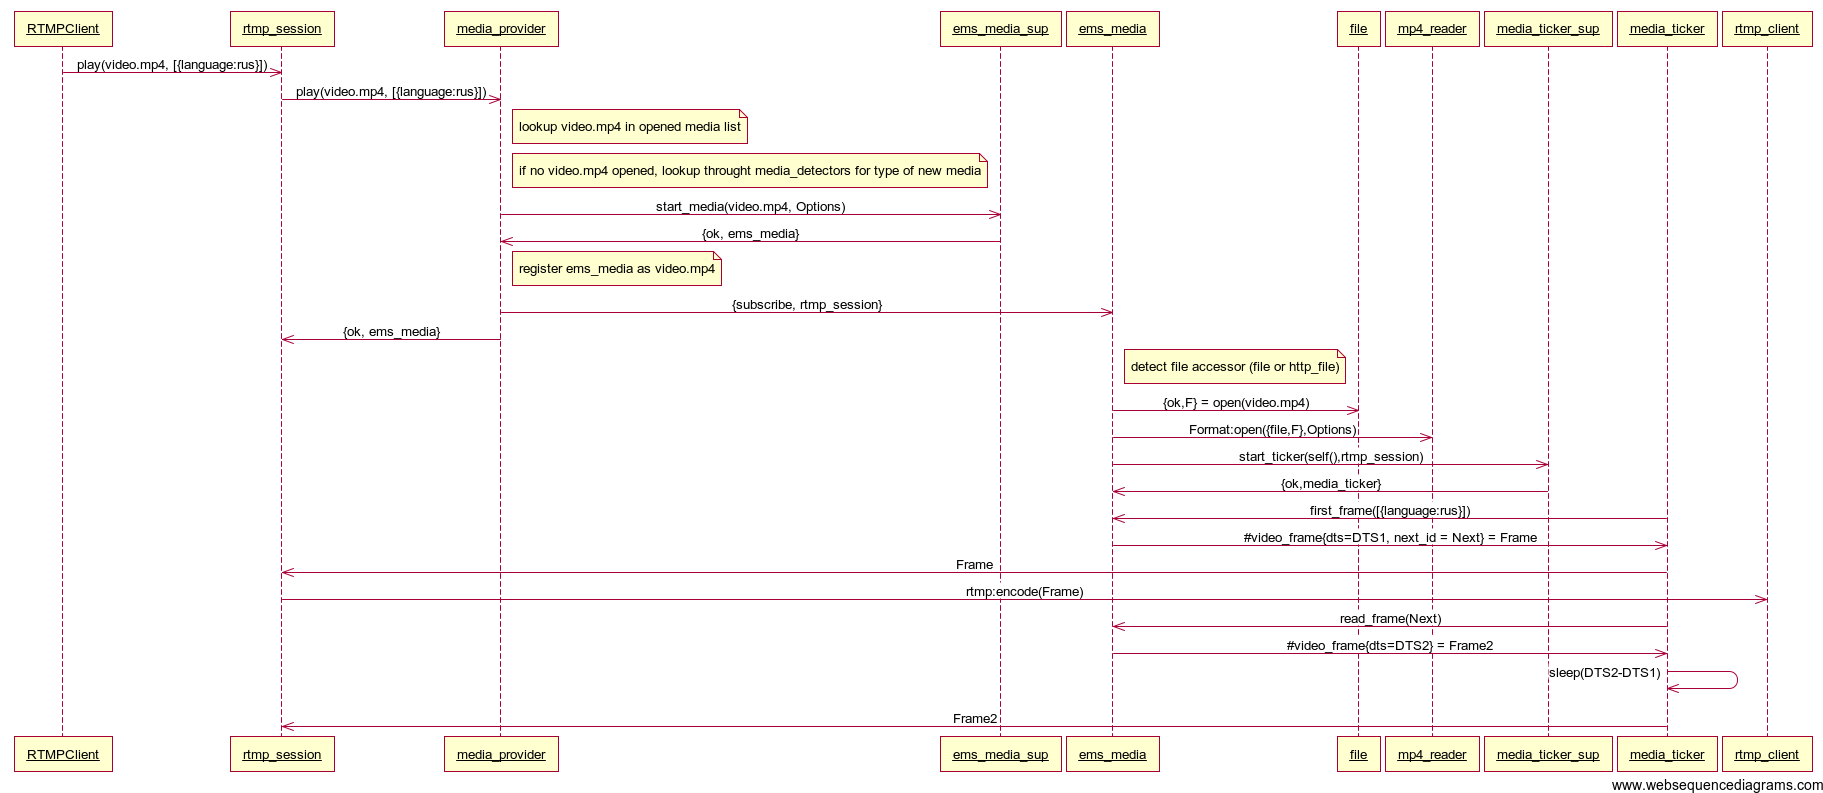 RTMPClient rtmp_session media_provider ems_media_sup ems_media file mp4_reader media_ticker_sup media_ticker rtmp_client
play(video.mp4, [{language:rus}])
play(video.mp4, [{language:rus}])
lookup video.mp4 in opened media list
if no video.mp4 opened, lookup throught media_detectors for type of new media
start_media(video.mp4, Options)
{ok, ems_media}
register ems_media as video.mp4
{subscribe, rtmp_session}
{ok, ems_media}
detect file accessor (file or http_file)
{ok,F} = open(video.mp4)
Format:open({file,F},Options)
start_ticker(self(),rtmp_session)
{ok,media_ticker}
first_frame([{language:rus}])
#video_frame{dts=DTS1, next_id = Next} = Frame
Frame
rtmp:encode(Frame)
read_frame(Next)
#video_frame{dts=DTS2} = Frame2
sleep(DTS2-DTS1)
Frame2
RTMPClient rtmp_session media_provider ems_media_sup ems_media file mp4_reader media_ticker_sup media_ticker rtmp_client
www.websequencediagrams.com